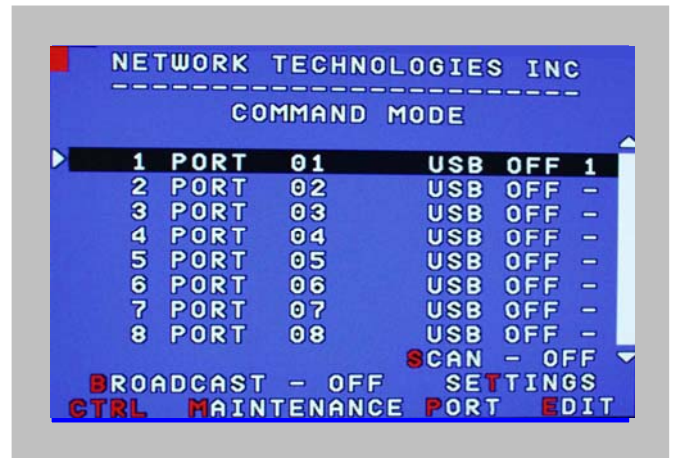 NETWORK TECHNOLOGIES INC
--------------------------
COMMAND MODE
1 PORT 01 USB OFF 1
2 PORT 02 USB OFF -
3 PORT 03 USB OFF -
4 PORT 04 USB OFF -
5 PORT 05 USB OFF -
6 PORT 06 USB OFF -
7 PORT 07 USB OFF -
8 PORT 08 USB OFF -
SCAN - OFF
BROADCAST - OFF SETTINGS
CTRL MAINTENANCE PORT EDIT